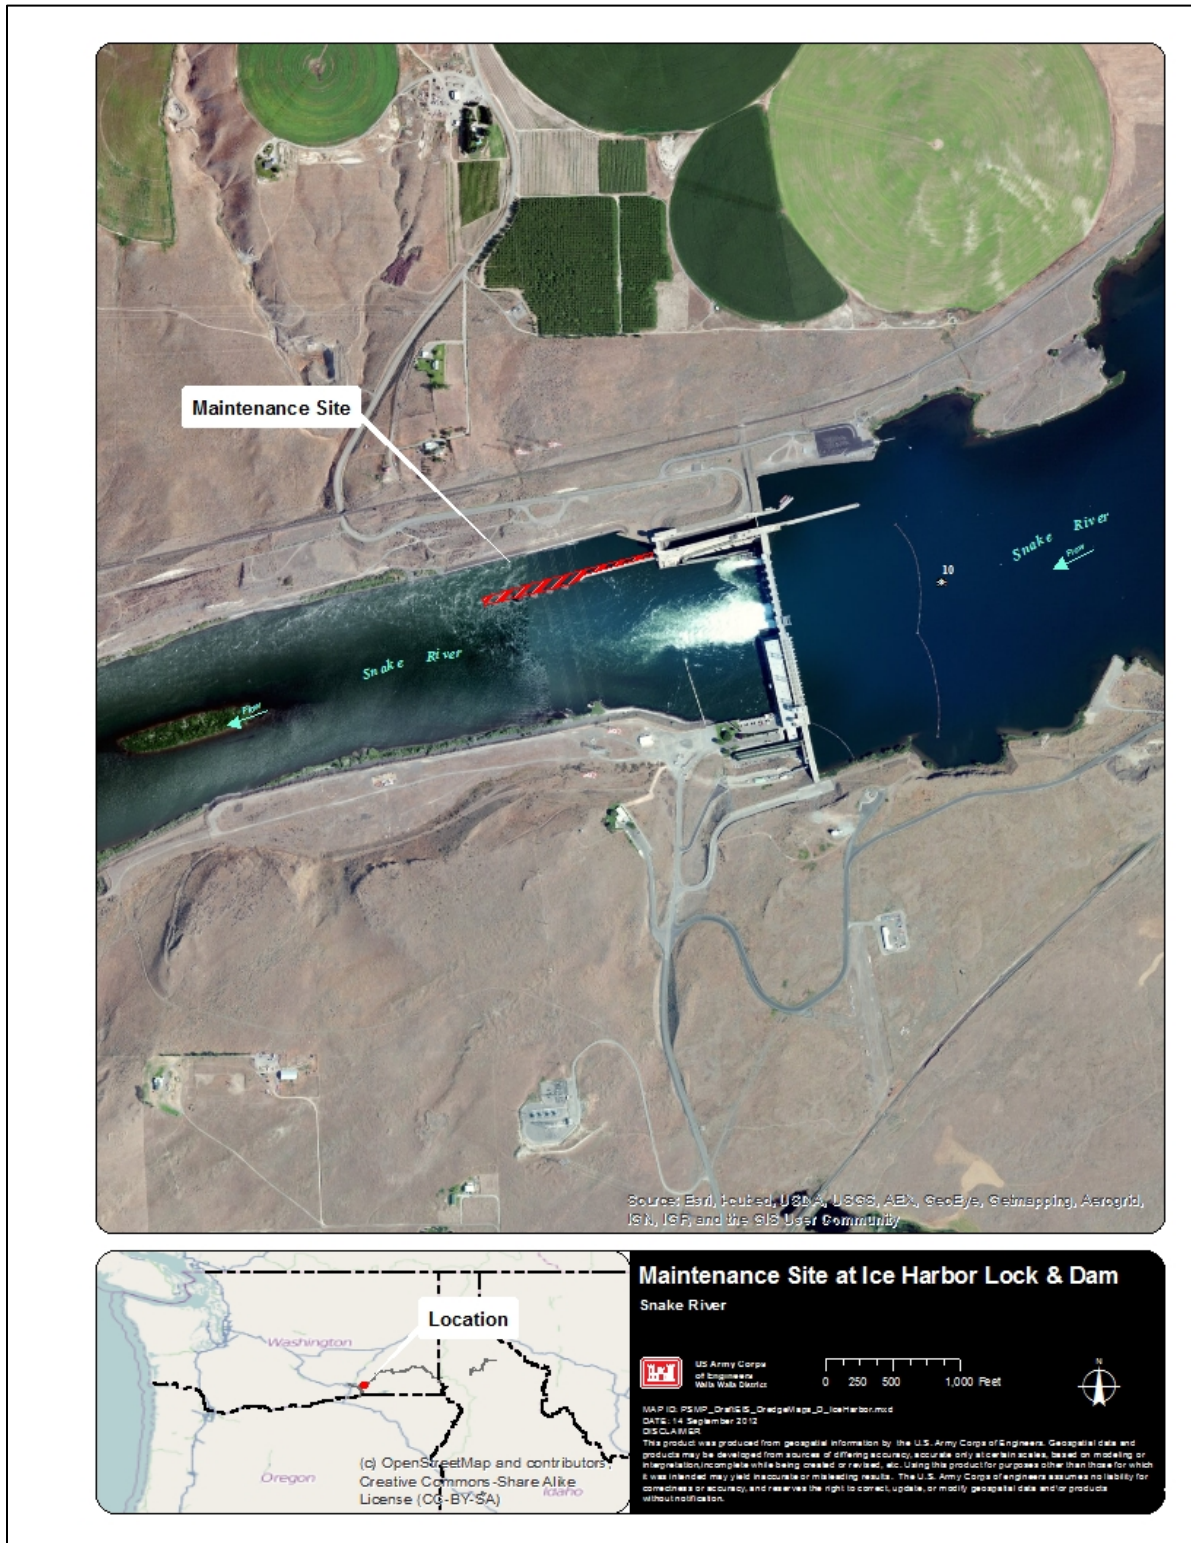 Maintenance Site
Snake River
Flow
10
Snake River
Flow
Source: Esri, i-cubed, USDA, USGS, AEX, GeoEye, Getmapping, Aerogrid,
IGN, IGP, and the GIS User Community
Location
Washington
Oregon
Idaho
(c) OpenStreetMap and contributors,
Creative Commons-Share Alike
License (CC-BY-SA)
Maintenance Site at Ice Harbor Lock & Dam
Snake River
US Army Corps
of Engineers
Walla Walla District
0 250 500 1,000 Feet
N
MAP ID: PSMP_DraftEIS_DredgeMaps_D_IceHarbor.mxd
DATE: 14 September 2012
DISCLAIMER
This product was produced from geospatial information by the U.S. Army Corps of Engineers. Geospatial data and
products may be developed from sources of differing accuracy, accurate only at certain scales, based on modeling or
interpretation, incomplete while being created or revised, etc. Using this product for purposes other than those for which
it was intended may yield inaccurate or misleading results. The U.S. Army Corps of engineers assumes no liability for
correctness or accuracy, and reserves the right to correct, update, or modify geospatial data and/or products
without notification.